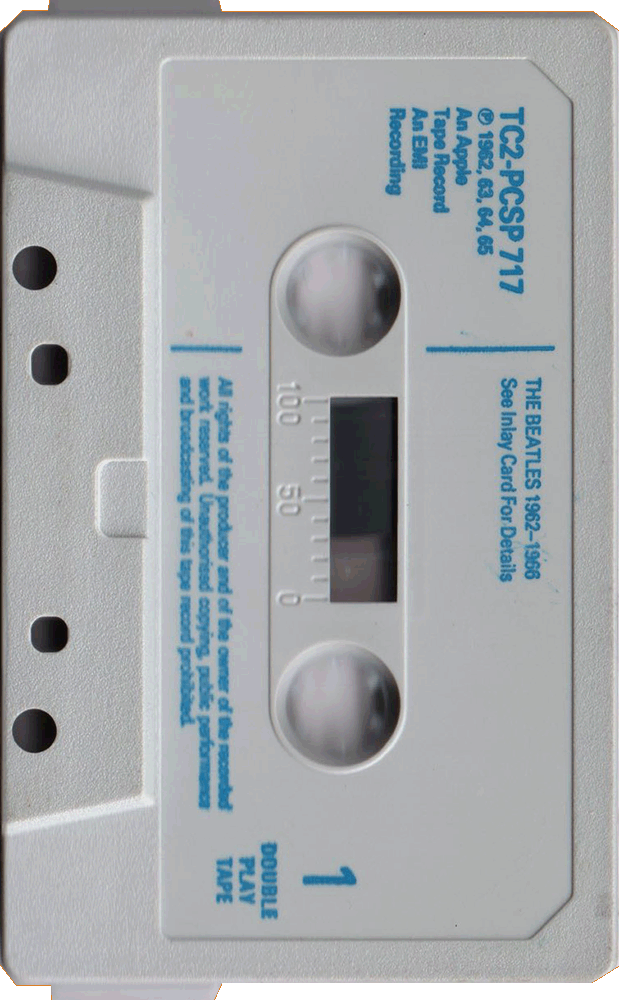 TC2-PCSP 717
℗ 1962, 63, 64, 65
An Apple
Tape Record
An EMI
Recording
THE BEATLES 1962–1966
See Inlay Card For Details
100 50 0
All rights of the producer and of the owner of the recorded
work reserved. Unauthorised copying, public performance
and broadcasting of this tape record prohibited.
1
DOUBLE
PLAY
TAPE